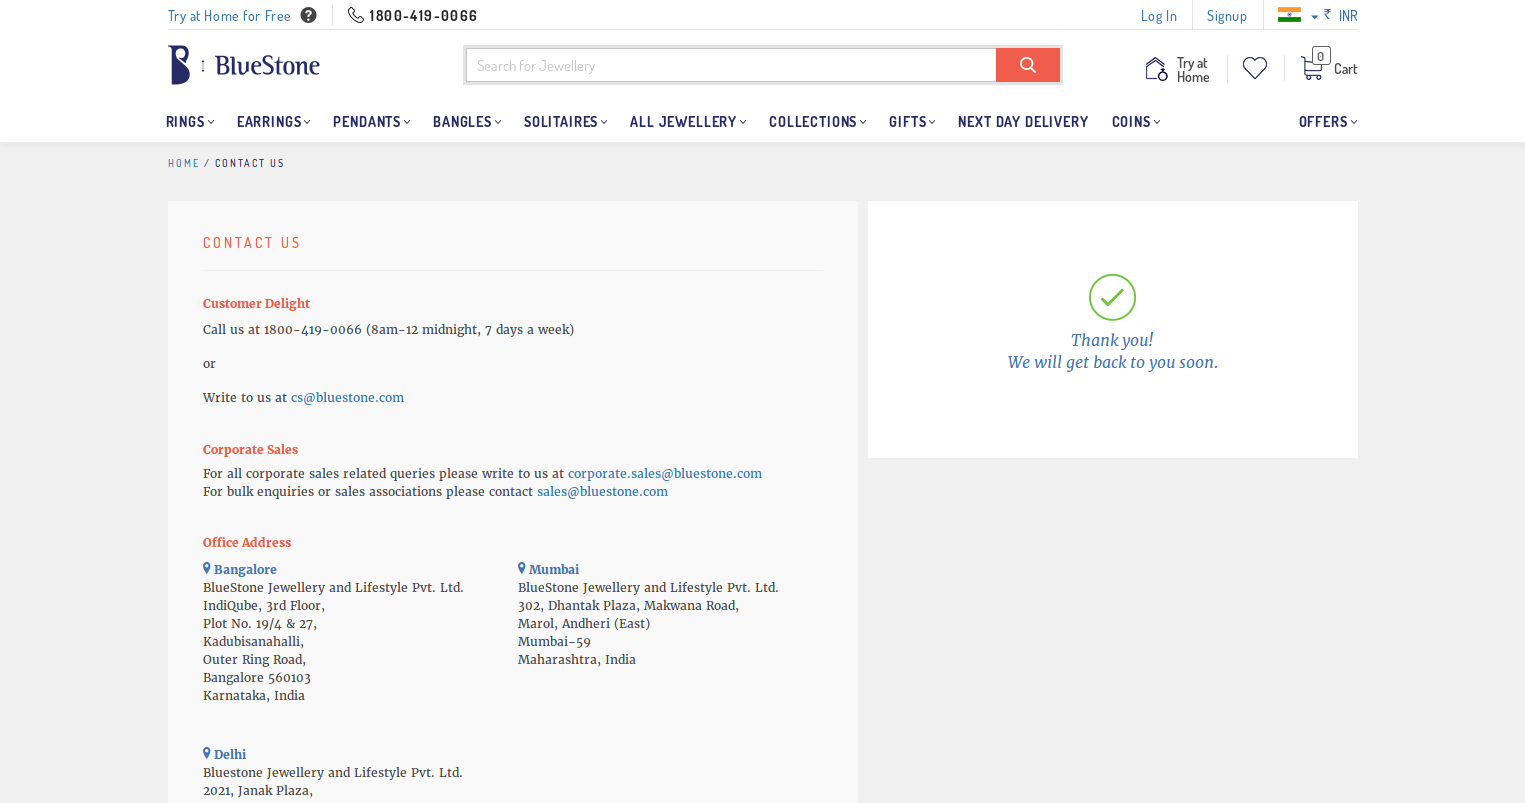 Try at Home for Free ? 1800-419-0066 Log In Signup ₹ INR
BlueStone Search for Jewellery Try at Home 0 Cart
RINGS EARRINGS PENDANTS BANGLES SOLITAIRES ALL JEWELLERY COLLECTIONS GIFTS NEXT DAY DELIVERY COINS OFFERS
HOME / CONTACT US
CONTACT US
Customer Delight
Call us at 1800-419-0066 (8am-12 midnight, 7 days a week)
or
Write to us at cs@bluestone.com
Corporate Sales
For all corporate sales related queries please write to us at corporate.sales@bluestone.com
For bulk enquiries or sales associations please contact sales@bluestone.com
Office Address
Bangalore
BlueStone Jewellery and Lifestyle Pvt. Ltd.
IndiQube, 3rd Floor,
Plot No. 19/4 & 27,
Kadubisanahalli,
Outer Ring Road,
Bangalore 560103
Karnataka, India
Mumbai
BlueStone Jewellery and Lifestyle Pvt. Ltd.
302, Dhantak Plaza, Makwana Road,
Marol, Andheri (East)
Mumbai-59
Maharashtra, India
Delhi
Bluestone Jewellery and Lifestyle Pvt. Ltd.
2021, Janak Plaza,
Thank you!
We will get back to you soon.